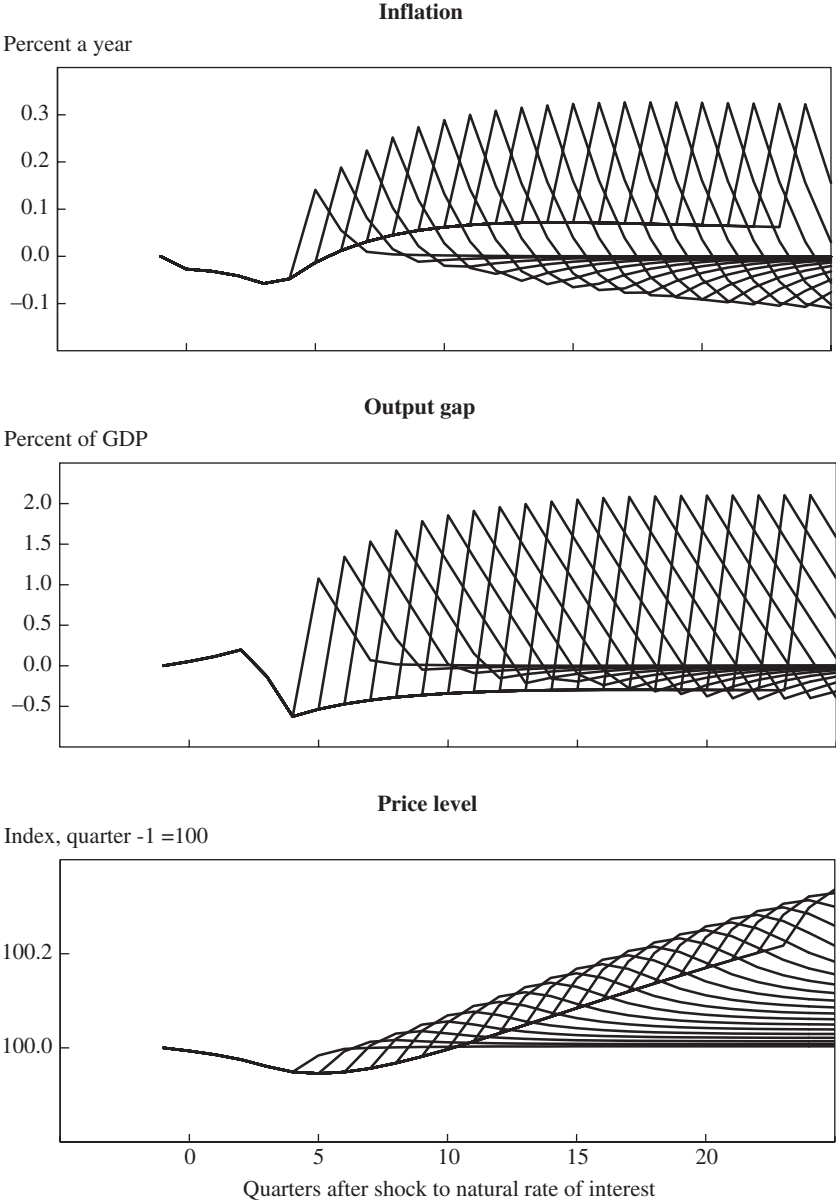 Inflation
Percent a year
0.3
0.2
0.1
0.0
–0.1
Output gap
Percent of GDP
2.0
1.5
1.0
0.5
0.0
–0.5
Price level
Index, quarter -1 =100
100.2
100.0
0 5 10 15 20
Quarters after shock to natural rate of interest